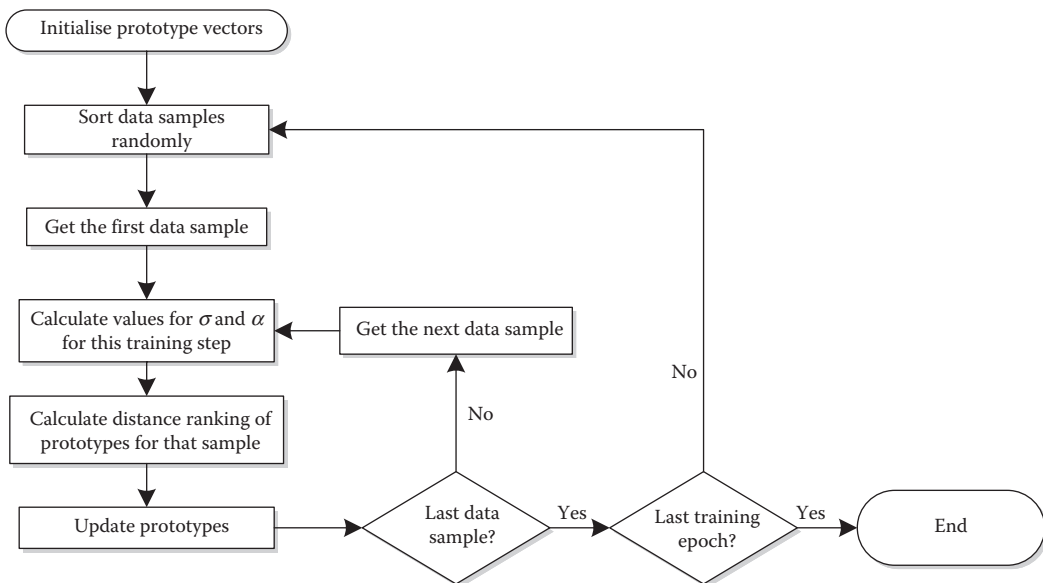 Initialise prototype vectors
Sort data samples
randomly
Get the first data sample
Calculate values for σ and α
for this training step
Get the next data sample
No
No
Calculate distance ranking of
prototypes for that sample
Update prototypes
Last data
sample?
Yes
Last training
epoch?
Yes
End